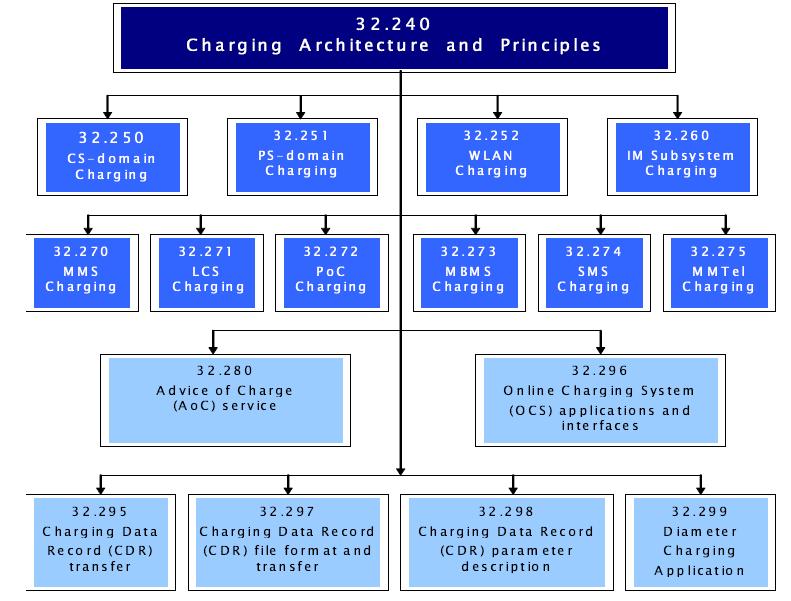 32.240
Charging Architecture and Principles
32.250
CS-domain
Charging
32.251
PS-domain
Charging
32.252
WLAN
Charging
32.260
IM Subsystem
Charging
32.270
MMS
Charging
32.271
LCS
Charging
32.272
PoC
Charging
32.273
MBMS
Charging
32.274
SMS
Charging
32.275
MMTel
Charging
32.280
Advice of Charge
(AoC) service
32.296
Online Charging System
(OCS) applications and
interfaces
32.295
Charging Data
Record (CDR)
transfer
32.297
Charging Data Record
(CDR) file format and
transfer
32.298
Charging Data Record
(CDR) parameter
description
32.299
Diameter
Charging
Application